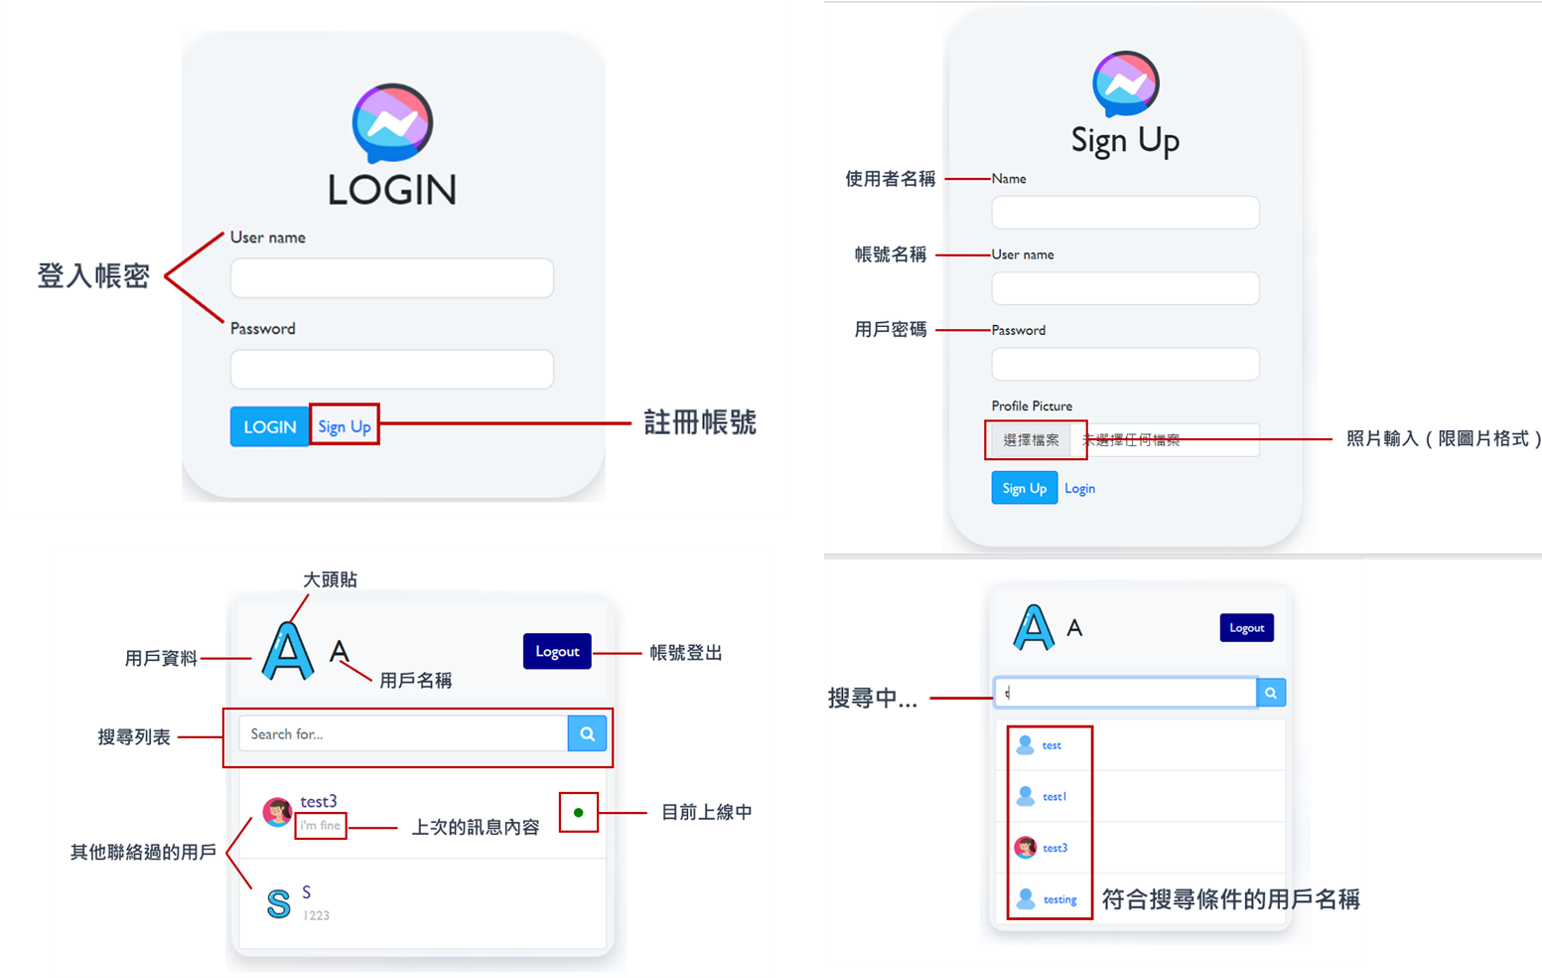 LOGIN
User name
登入帳密
Password
LOGIN
Sign Up
註冊帳號
Sign Up
使用者名稱
Name
帳號名稱
User name
用戶密碼
Password
Profile Picture
選擇檔案
未選擇任何檔案
照片輸入（限圖片格式）
Sign Up
Login
大頭貼
用戶資料
A
A
用戶名稱
Logout
帳號登出
搜尋列表
Search for...
test3
i'm fine
上次的訊息內容
目前上線中
其他聯絡過的用戶
S
S
1223
A
A
Logout
搜尋中...
t
test
test1
test3
testing
符合搜尋條件的用戶名稱